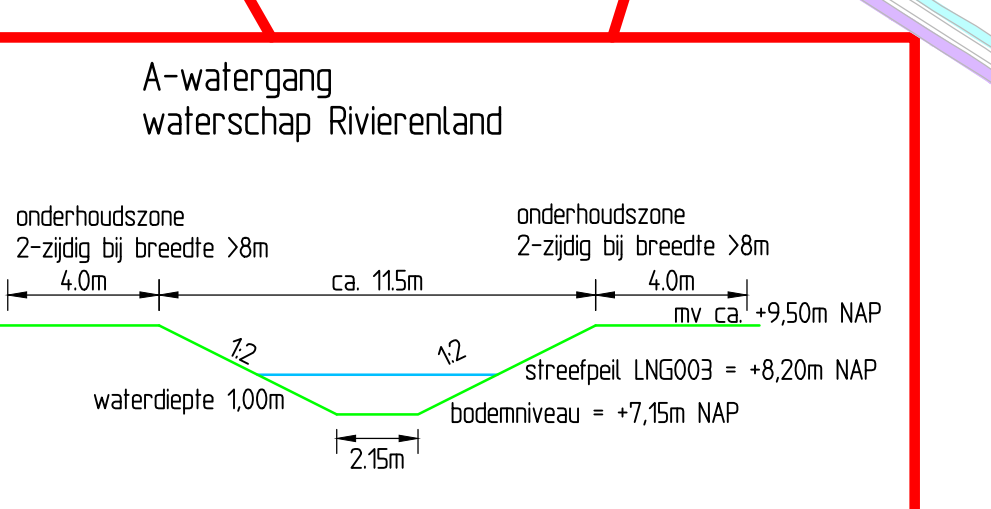 A-watergang
waterschap Rivierenland
onderhoudszone
2-zijdig bij breedte >8m
onderhoudszone
2-zijdig bij breedte >8m
4.0m
ca. 11.5m
4.0m
mv ca. +9,50m NAP
1:2
1:2
streefpeil LNG003 = +8,20m NAP
waterdiepte 1,00m
bodemniveau = +7,15m NAP
2.15m